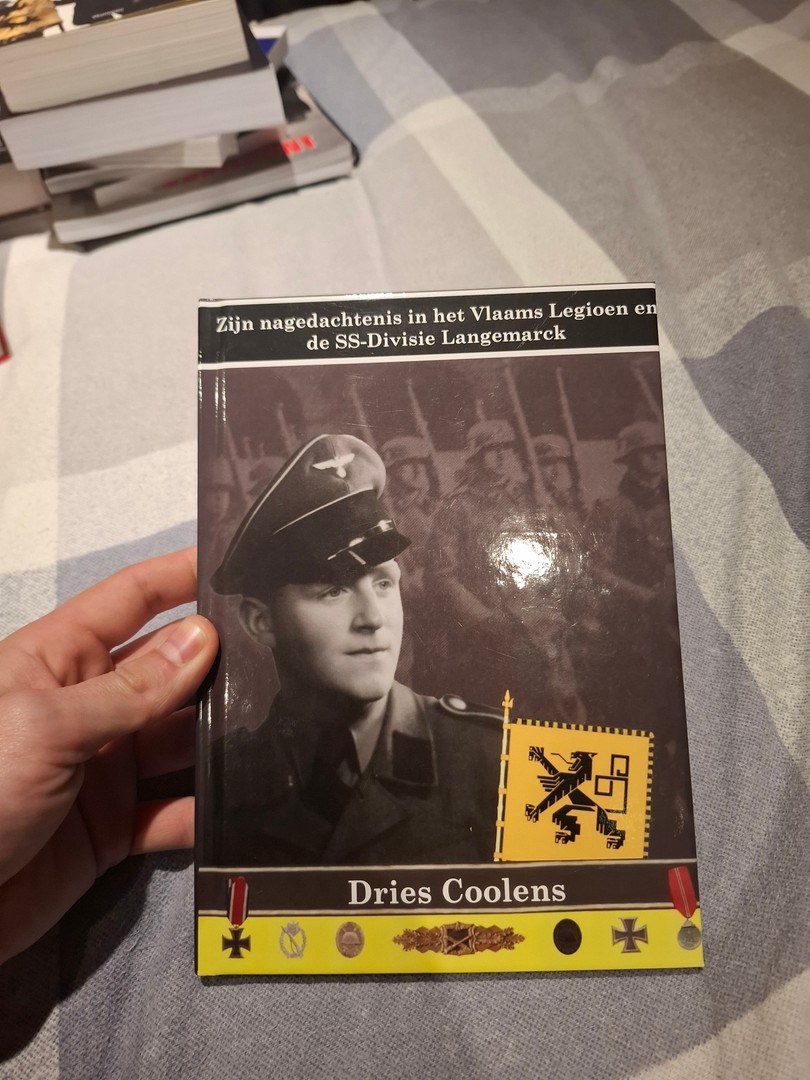 Zijn nagedachtenis in het Vlaams Legioen en
de SS-Divisie Langemarck
Dries Coolens